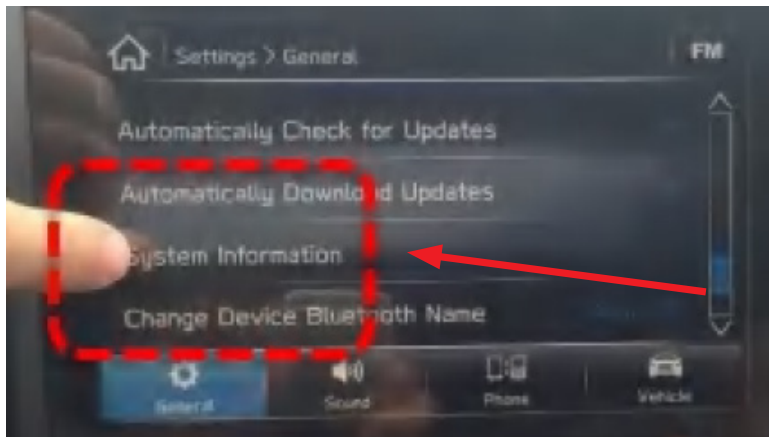 Settings > General FM
Automatically Check for Updates
Automatically Download Updates
System Information
Change Device Bluetooth Name
General Sound Phone Vehicle